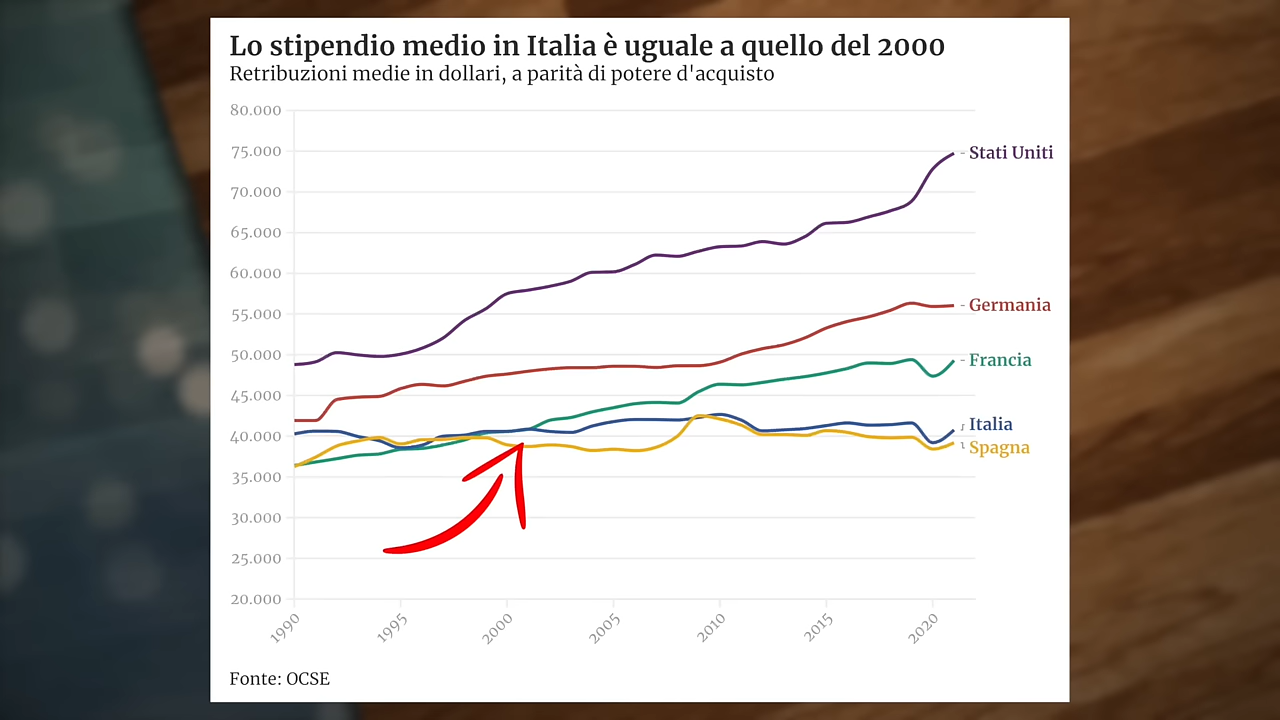 Lo stipendio medio in Italia è uguale a quello del 2000
Retribuzioni medie in dollari, a parità di potere d'acquisto
80.000
75.000
70.000
65.000
60.000
55.000
50.000
45.000
40.000
35.000
30.000
25.000
20.000
Stati Uniti
Germania
Francia
Italia
Spagna
1990
1995
2000
2005
2010
2015
2020
Fonte: OCSE